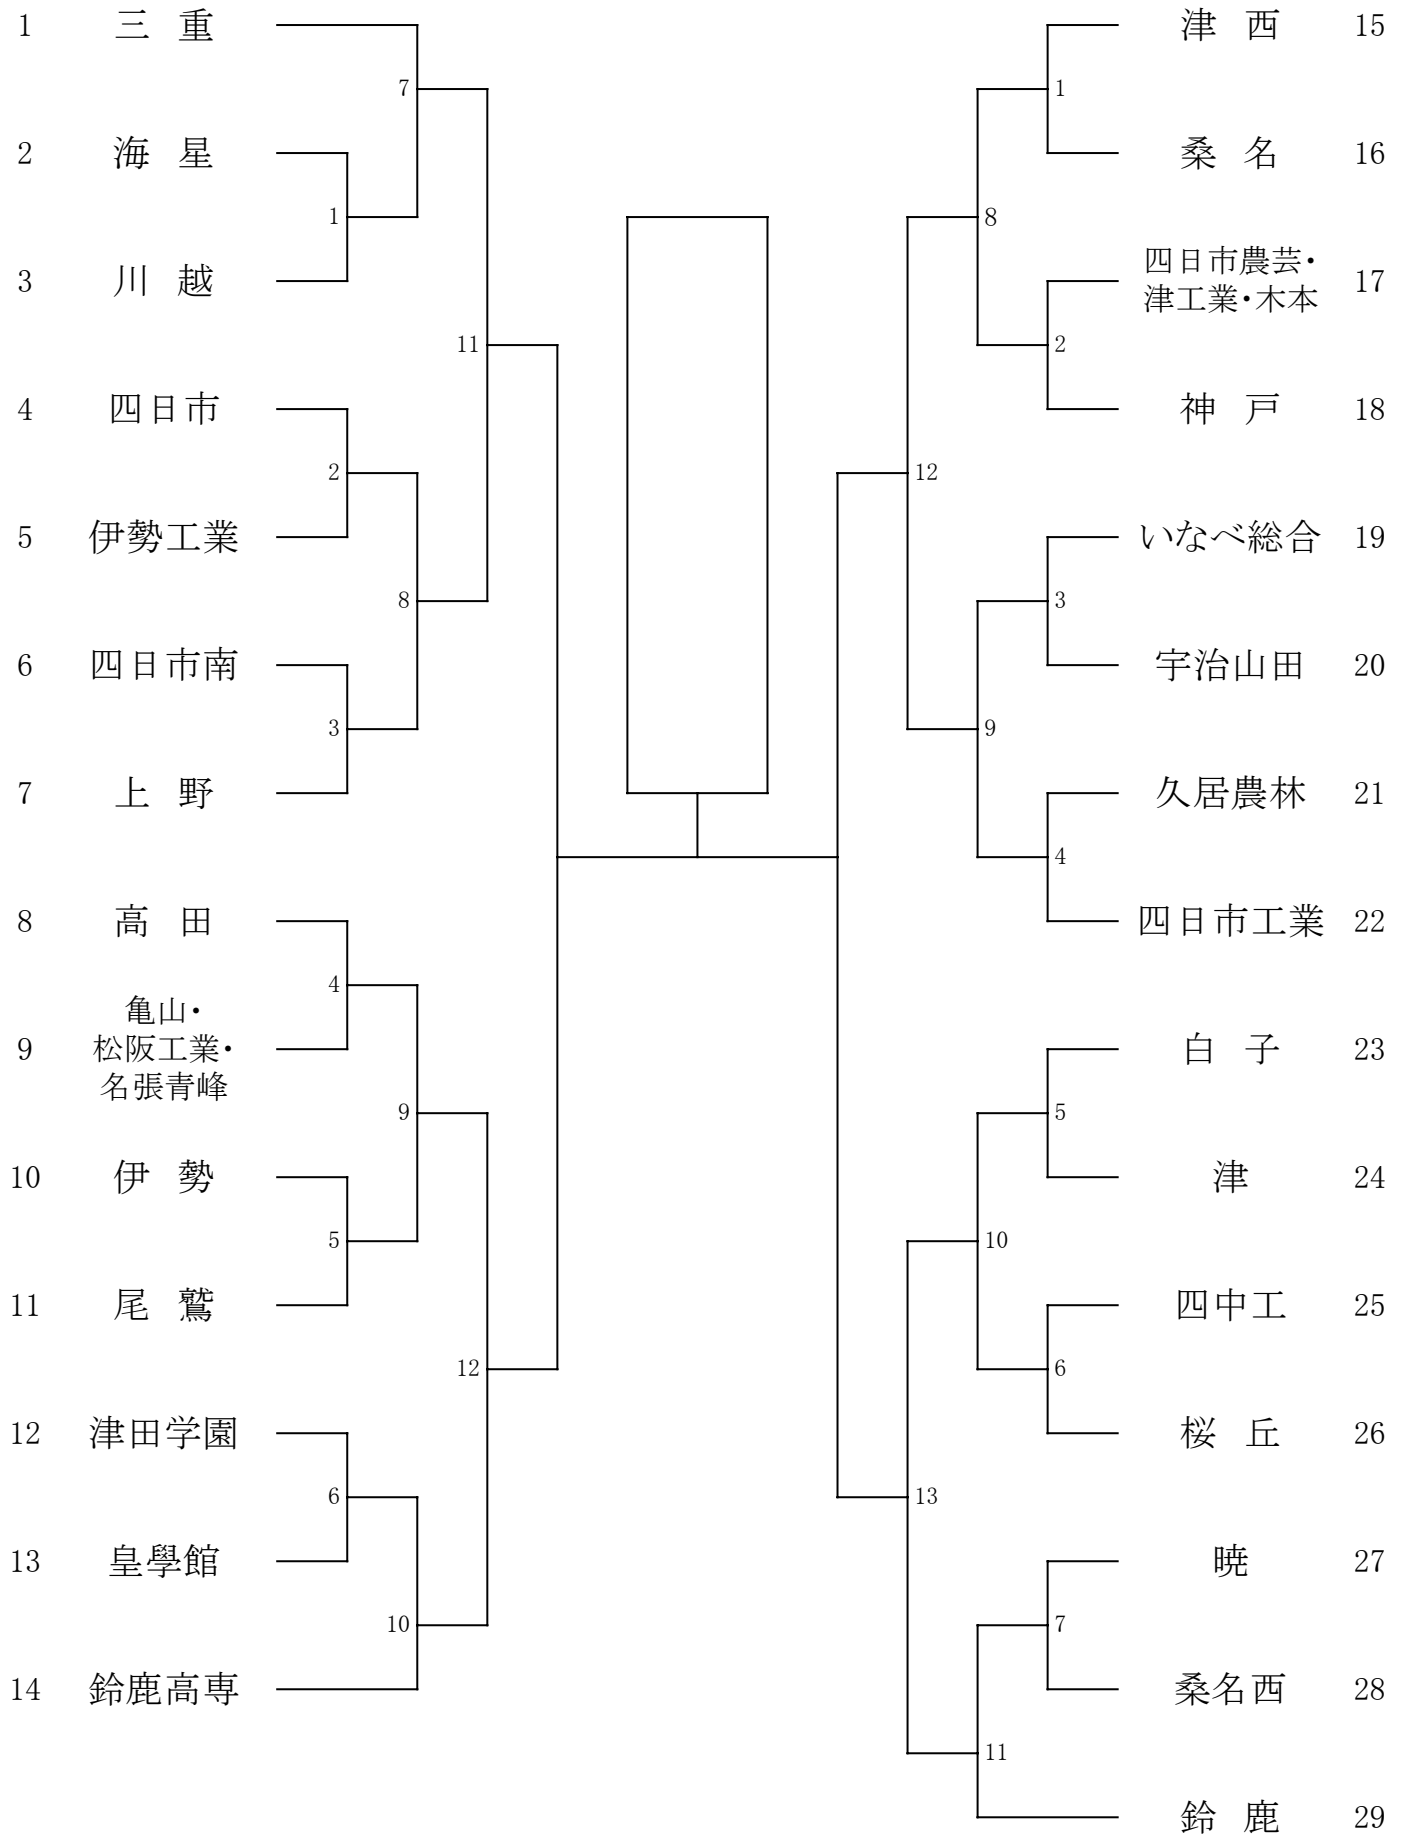 1 三 重
7
2 海 星
1
3 川 越
11
4 四日市
2
5 伊勢工業
8
6 四日市南
3
7 上 野
8 高 田
4
亀山・
9 松阪工業・
名張青峰
9
10 伊 勢
5
11 尾 鷲
12
12 津田学園
6
13 皇學館
10
14 鈴鹿高専
津 西 15
1
桑 名 16
8
四日市農芸・
津工業・木本 17
2
神 戸 18
12
いなべ総合 19
3
宇治山田 20
9
久居農林 21
4
四日市工業 22
白 子 23
5
津 24
10
四中工 25
6
桜 丘 26
13
暁 27
7
桑名西 28
11
鈴 鹿 29